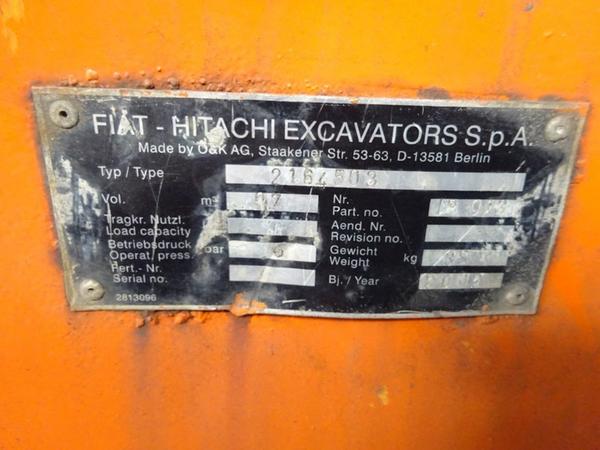 FIAT - HITACHI EXCAVATORS S.p.A.
Made by O&K AG, Staakener Str. 53-63, D-13581 Berlin
Typ / Type 2164503
Vol. m³
Nr.
Part. no.
Tragkr. Nutzl.
Load capacity
Aend. Nr.
Revision no.
Betriebsdruck
Operat/press. bar
Gewicht
Weight kg
Fert.- Nr.
Serial no.
Bj. / Year
2813096